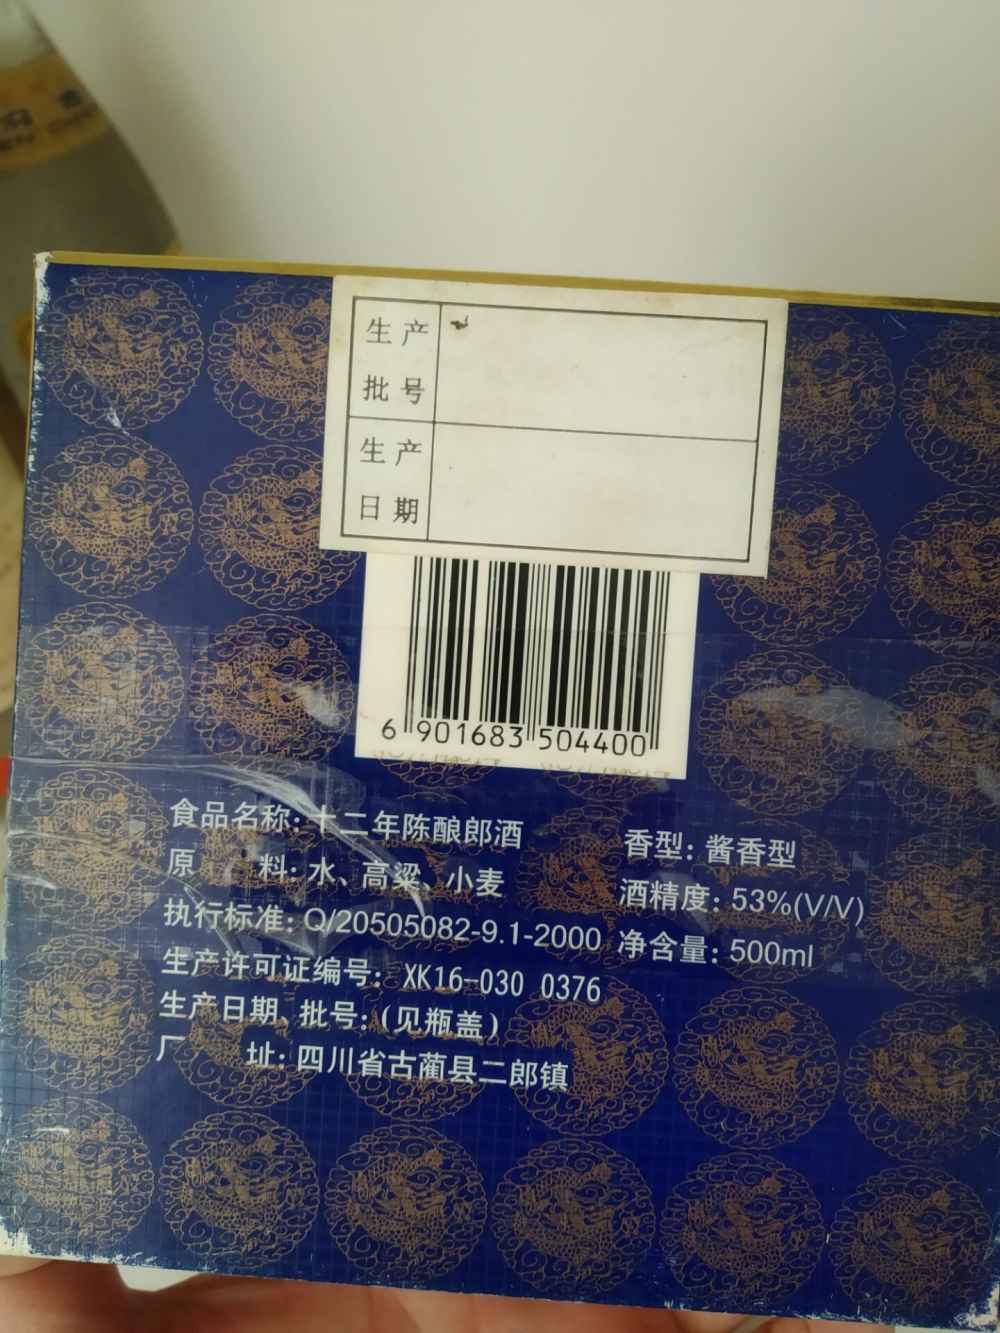 生产
批号
生产
日期
6 901683 504400
食品名称：十二年陈酿郎酒
香型：酱香型
原 料：水、高粱、小麦
酒精度：53%(V/V)
执行标准：Q/20505082-9.1-2000
净含量：500ml
生产许可证编号：XK16-030 0376
生产日期、批号：(见瓶盖)
厂 址：四川省古蔺县二郎镇